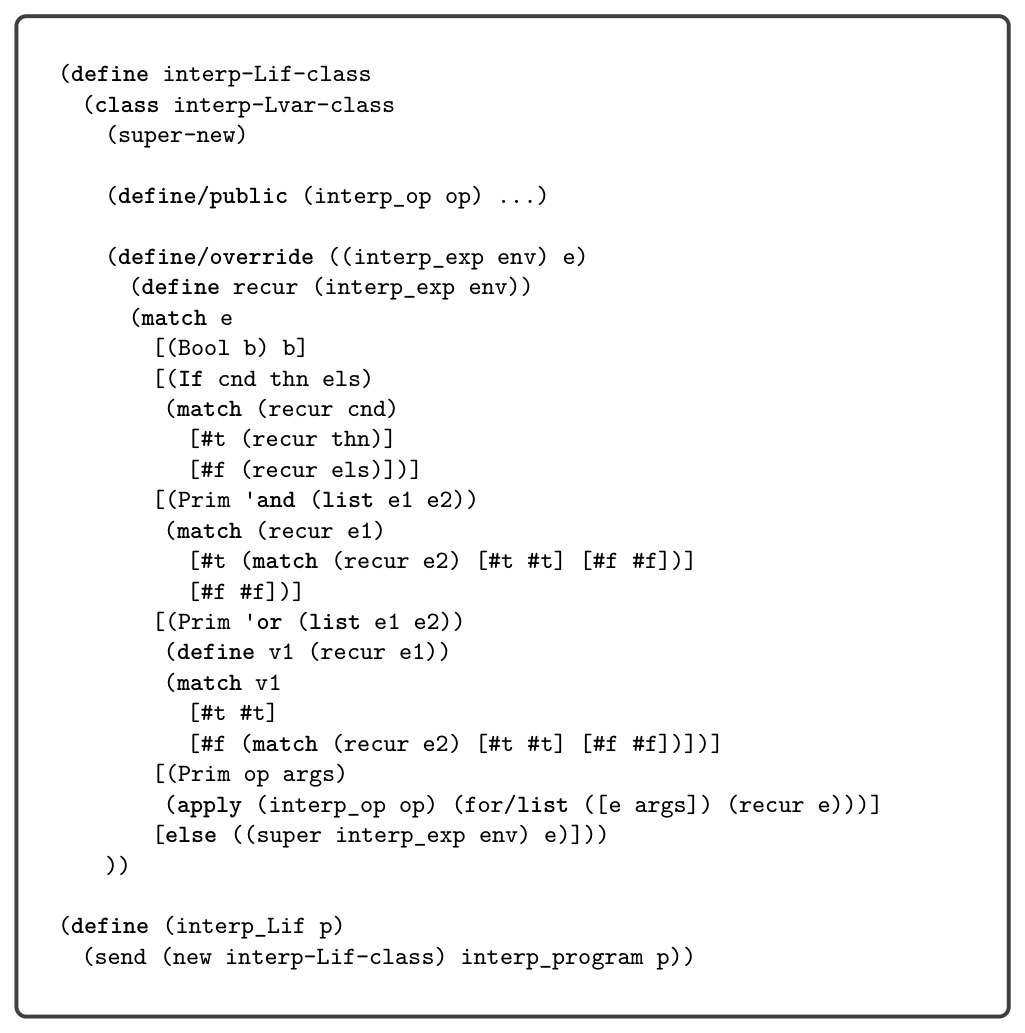 (define interp-Lif-class
  (class interp-Lvar-class
    (super-new)

    (define/public (interp_op op) ...)

    (define/override ((interp_exp env) e)
      (define recur (interp_exp env))
      (match e
        [(Bool b) b]
        [(If cnd thn els)
         (match (recur cnd)
           [#t (recur thn)]
           [#f (recur els)])]
        [(Prim 'and (list e1 e2))
         (match (recur e1)
           [#t (match (recur e2) [#t #t] [#f #f])]
           [#f #f])]
        [(Prim 'or (list e1 e2))
         (define v1 (recur e1))
         (match v1
           [#t #t]
           [#f (match (recur e2) [#t #t] [#f #f])])]
        [(Prim op args)
         (apply (interp_op op) (for/list ([e args]) (recur e)))]
        [else ((super interp_exp env) e)]))
    ))

(define (interp_Lif p)
  (send (new interp-Lif-class) interp_program p))